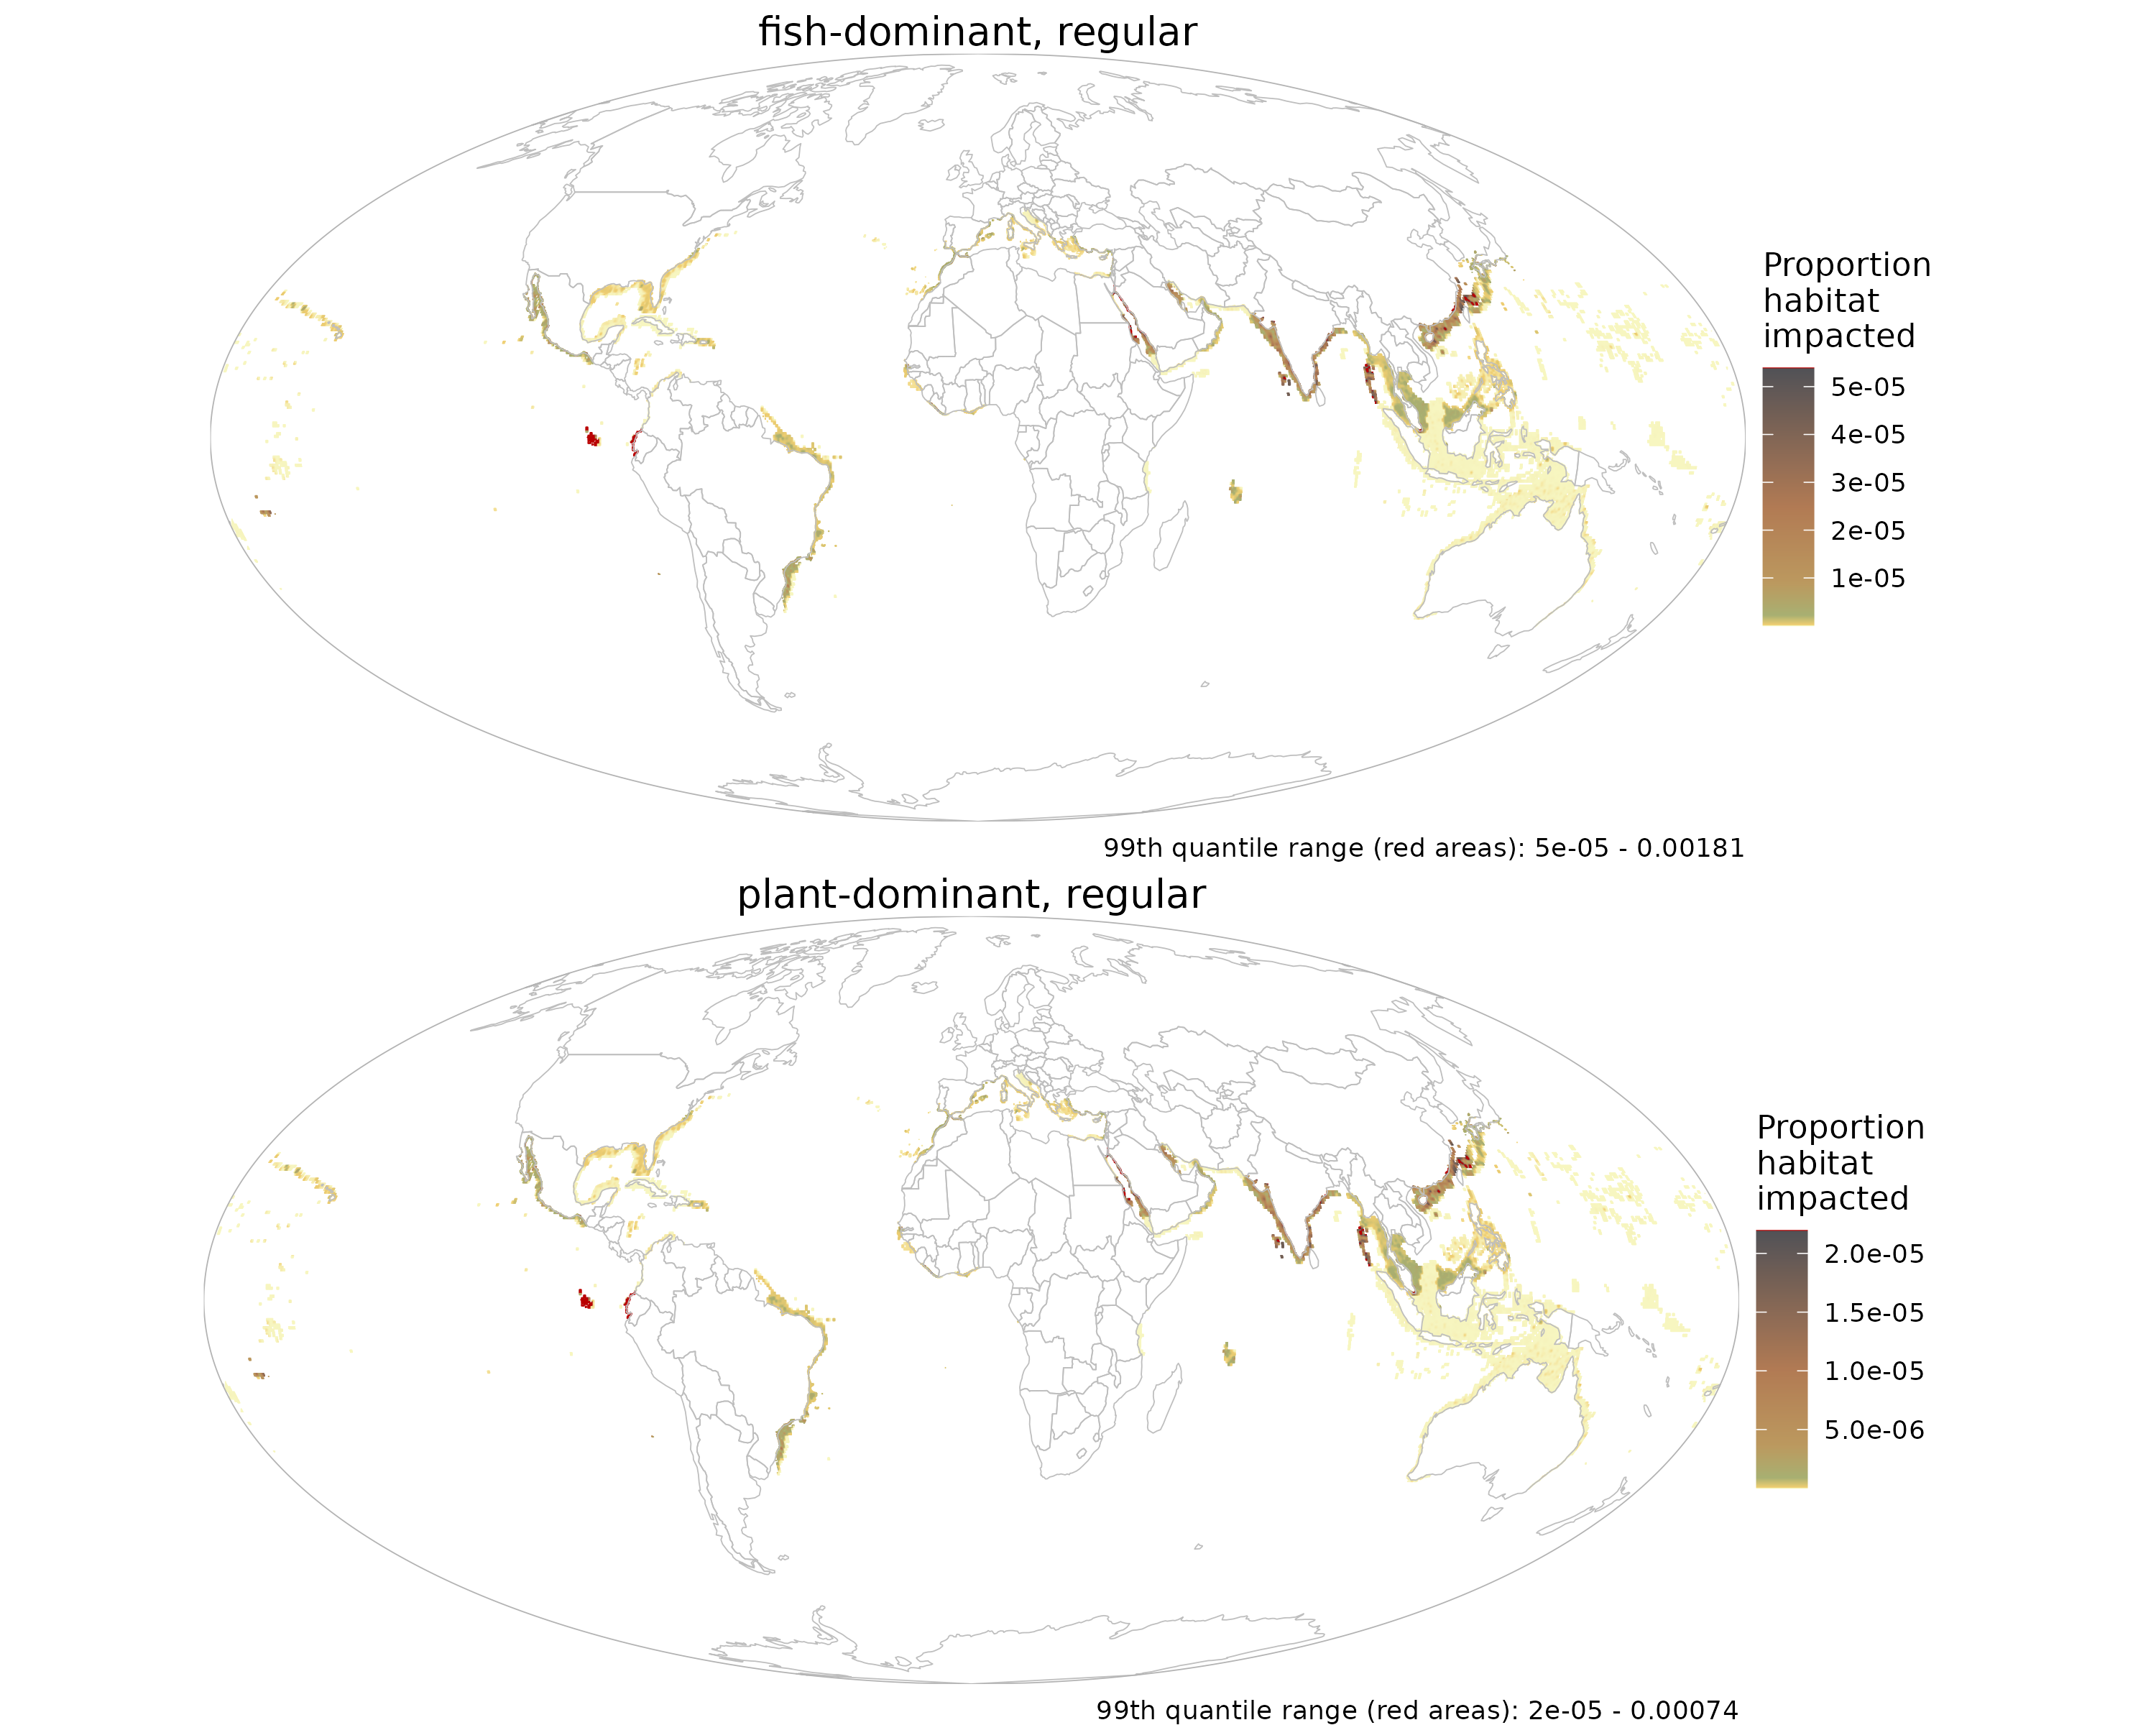 fish-dominant, regular
Proportion
habitat
impacted
5e-05
4e-05
3e-05
2e-05
1e-05
99th quantile range (red areas): 5e-05 - 0.00181
plant-dominant, regular
Proportion
habitat
impacted
2.0e-05
1.5e-05
1.0e-05
5.0e-06
99th quantile range (red areas): 2e-05 - 0.00074